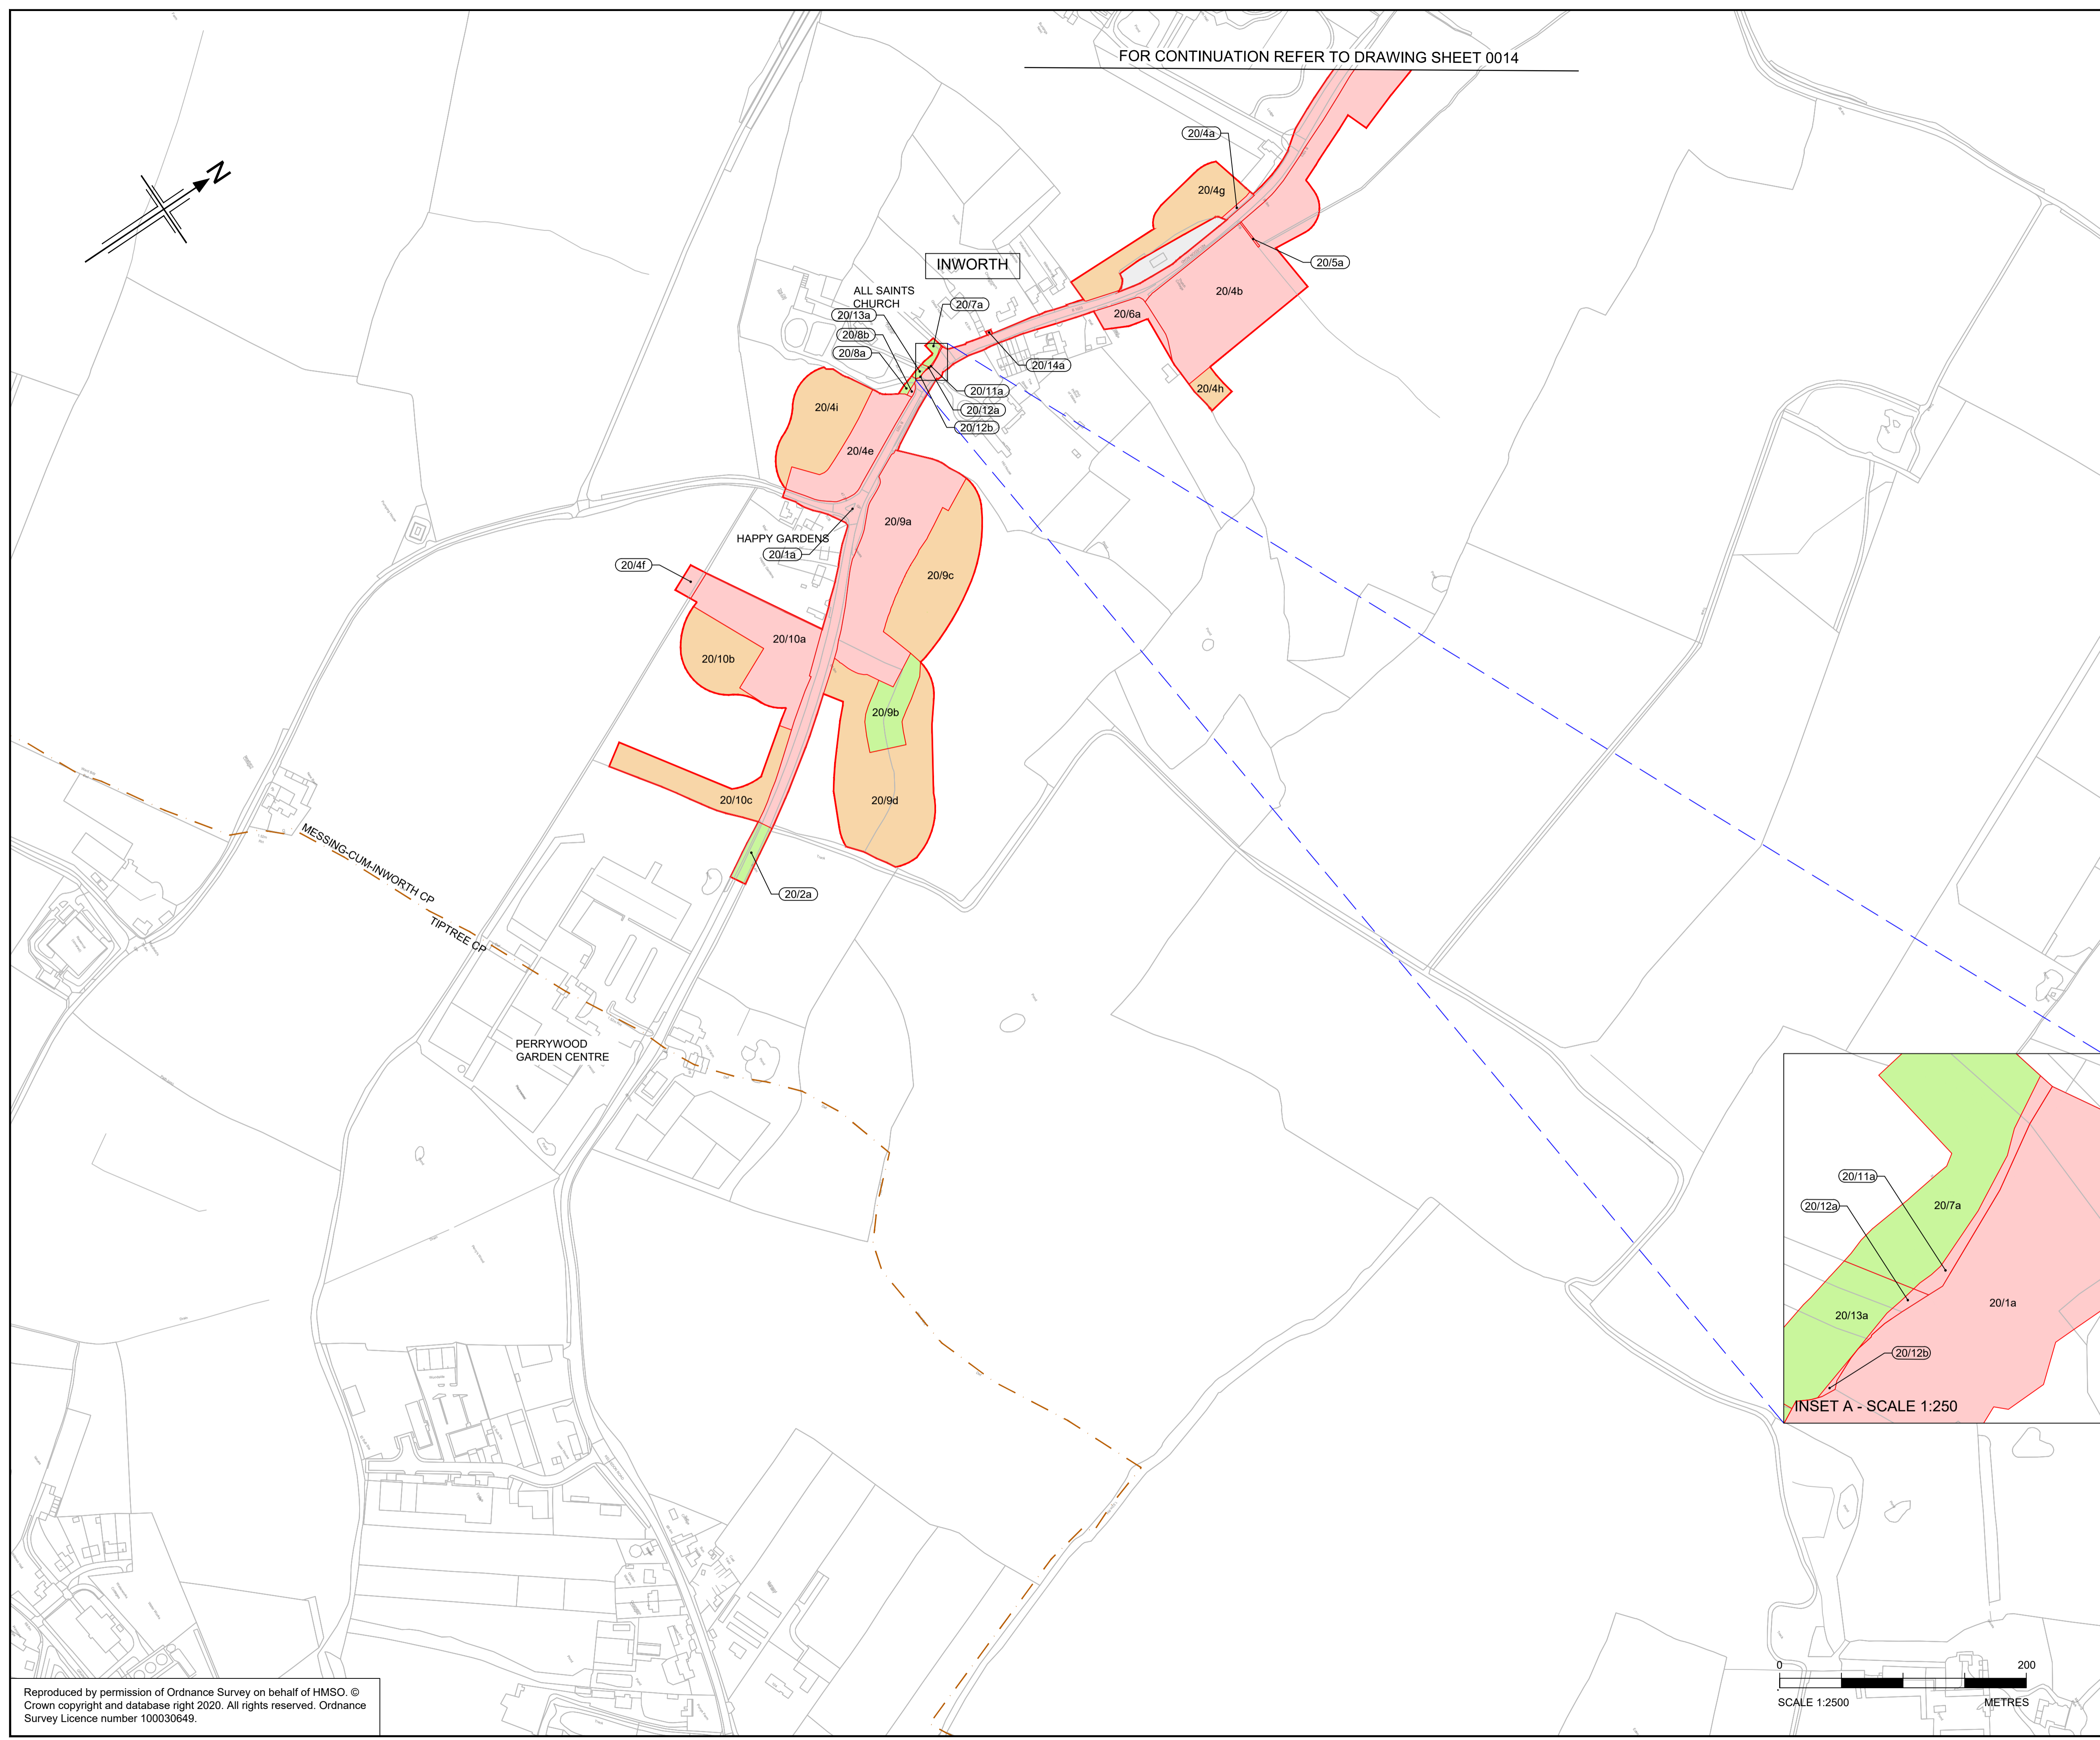 FOR CONTINUATION REFER TO DRAWING SHEET 0014
N
20/4a
20/4g
20/5a
INWORTH
20/4b
ALL SAINTS
CHURCH
20/7a
20/13a
20/6a
20/8b
20/8a
20/14a
20/11a
20/4h
20/4i
20/12a
20/12b
20/4e
20/9a
HAPPY GARDENS
20/1a
20/4f
20/9c
20/10a
20/10b
20/9b
20/10c
20/9d
MESSING-CUM-INWORTH CP
TIPTREE CP
20/2a
PERRYWOOD
GARDEN CENTRE
20/11a
20/12a
20/7a
20/1a
20/13a
20/12b
INSET A - SCALE 1:250
0 200
SCALE 1:2500 METRES
Reproduced by permission of Ordnance Survey on behalf of HMSO. ©
Crown copyright and database right 2020. All rights reserved. Ordnance
Survey Licence number 100030649.